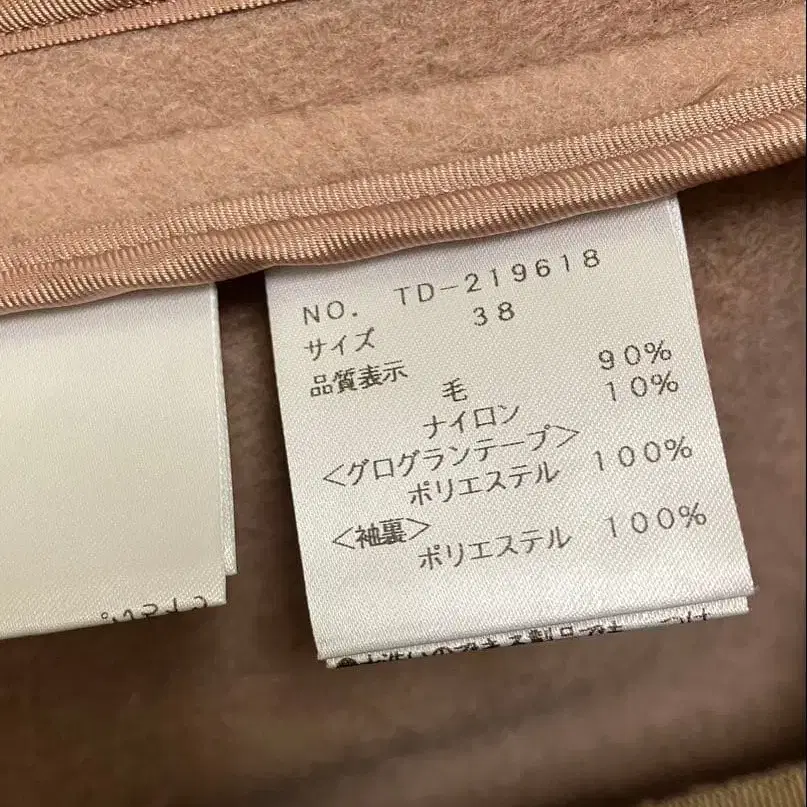 NO. TD-219618
サイズ 38
品質表示
毛 90%
ナイロン 10%
<グログランテープ>
ポリエステル 100%
<袖裏>
ポリエステル 100%